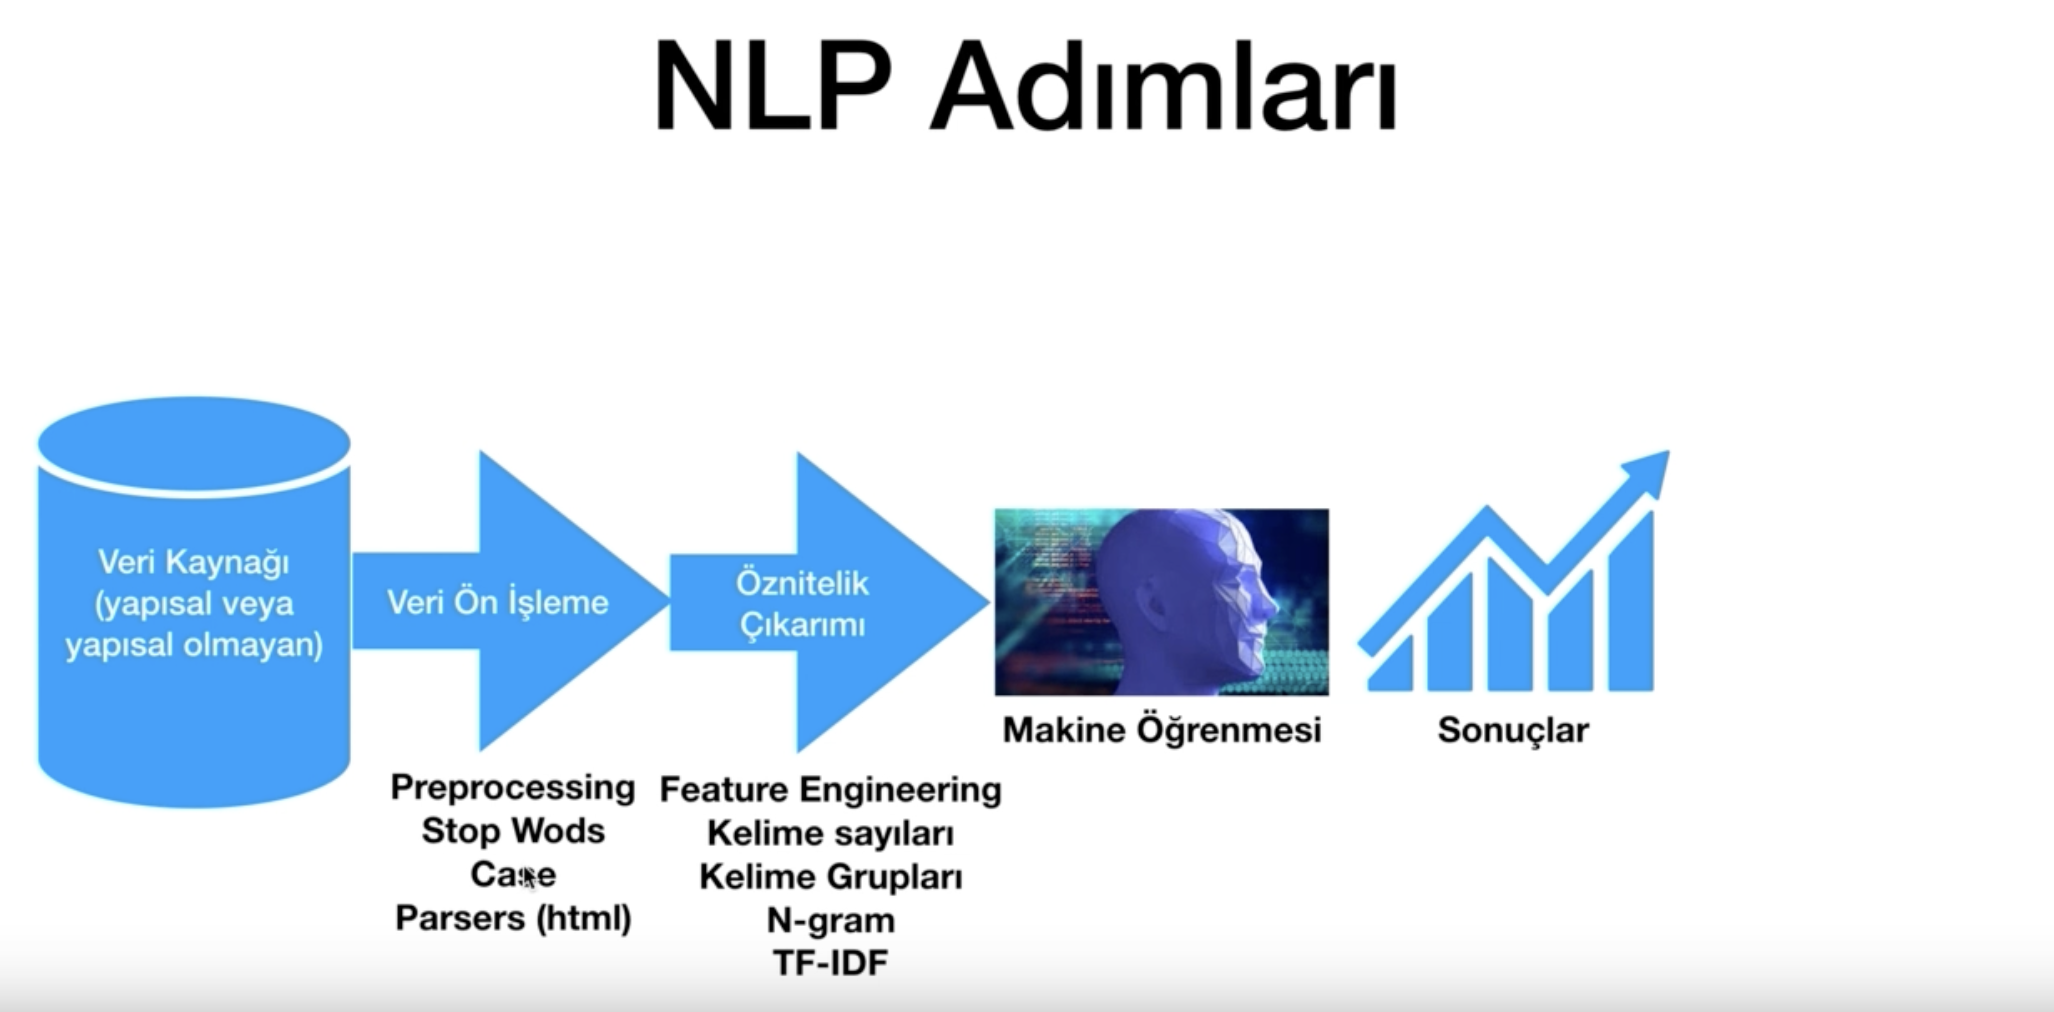 NLP Adımları
Veri Kaynağı
(yapısal veya
yapısal olmayan)
Veri Ön İşleme
Öznitelik
Çıkarımı
Makine Öğrenmesi
Sonuçlar
Preprocessing
Stop Wods
Case
Parsers (html)
Feature Engineering
Kelime sayıları
Kelime Grupları
N-gram
TF-IDF